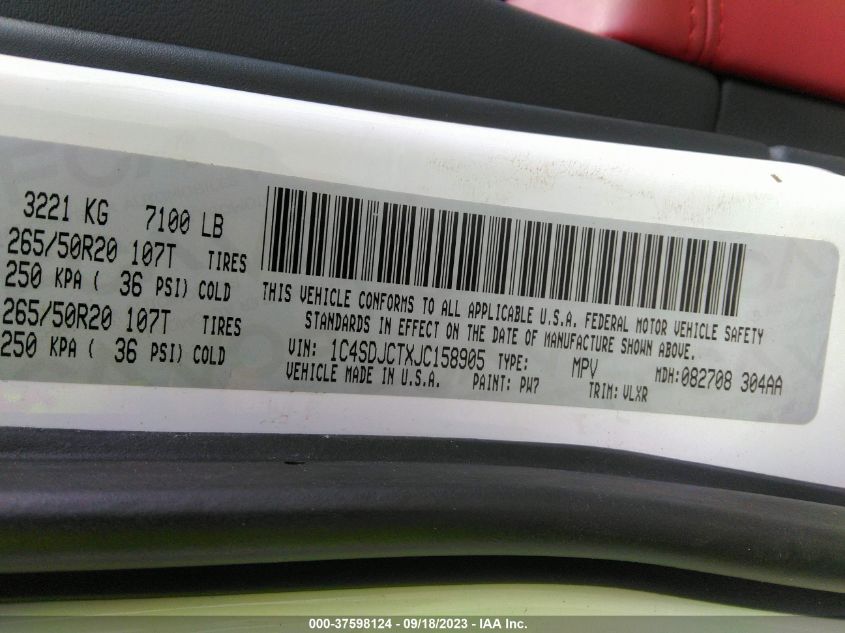 3221 KG 7100 LB
265/50R20 107T TIRES
250 KPA ( 36 PSI) COLD
265/50R20 107T TIRES
250 KPA ( 36 PSI) COLD
THIS VEHICLE CONFORMS TO ALL APPLICABLE U.S.A. FEDERAL MOTOR VEHICLE SAFETY
STANDARDS IN EFFECT ON THE DATE OF MANUFACTURE SHOWN ABOVE.
VIN: 1C4SDJCTXJC158905 TYPE: MPV MDH:082708 304AA
VEHICLE MADE IN U.S.A. PAINT: PW7 TRIM: VLXR
000-37598124 - 09/18/2023 - IAA Inc.